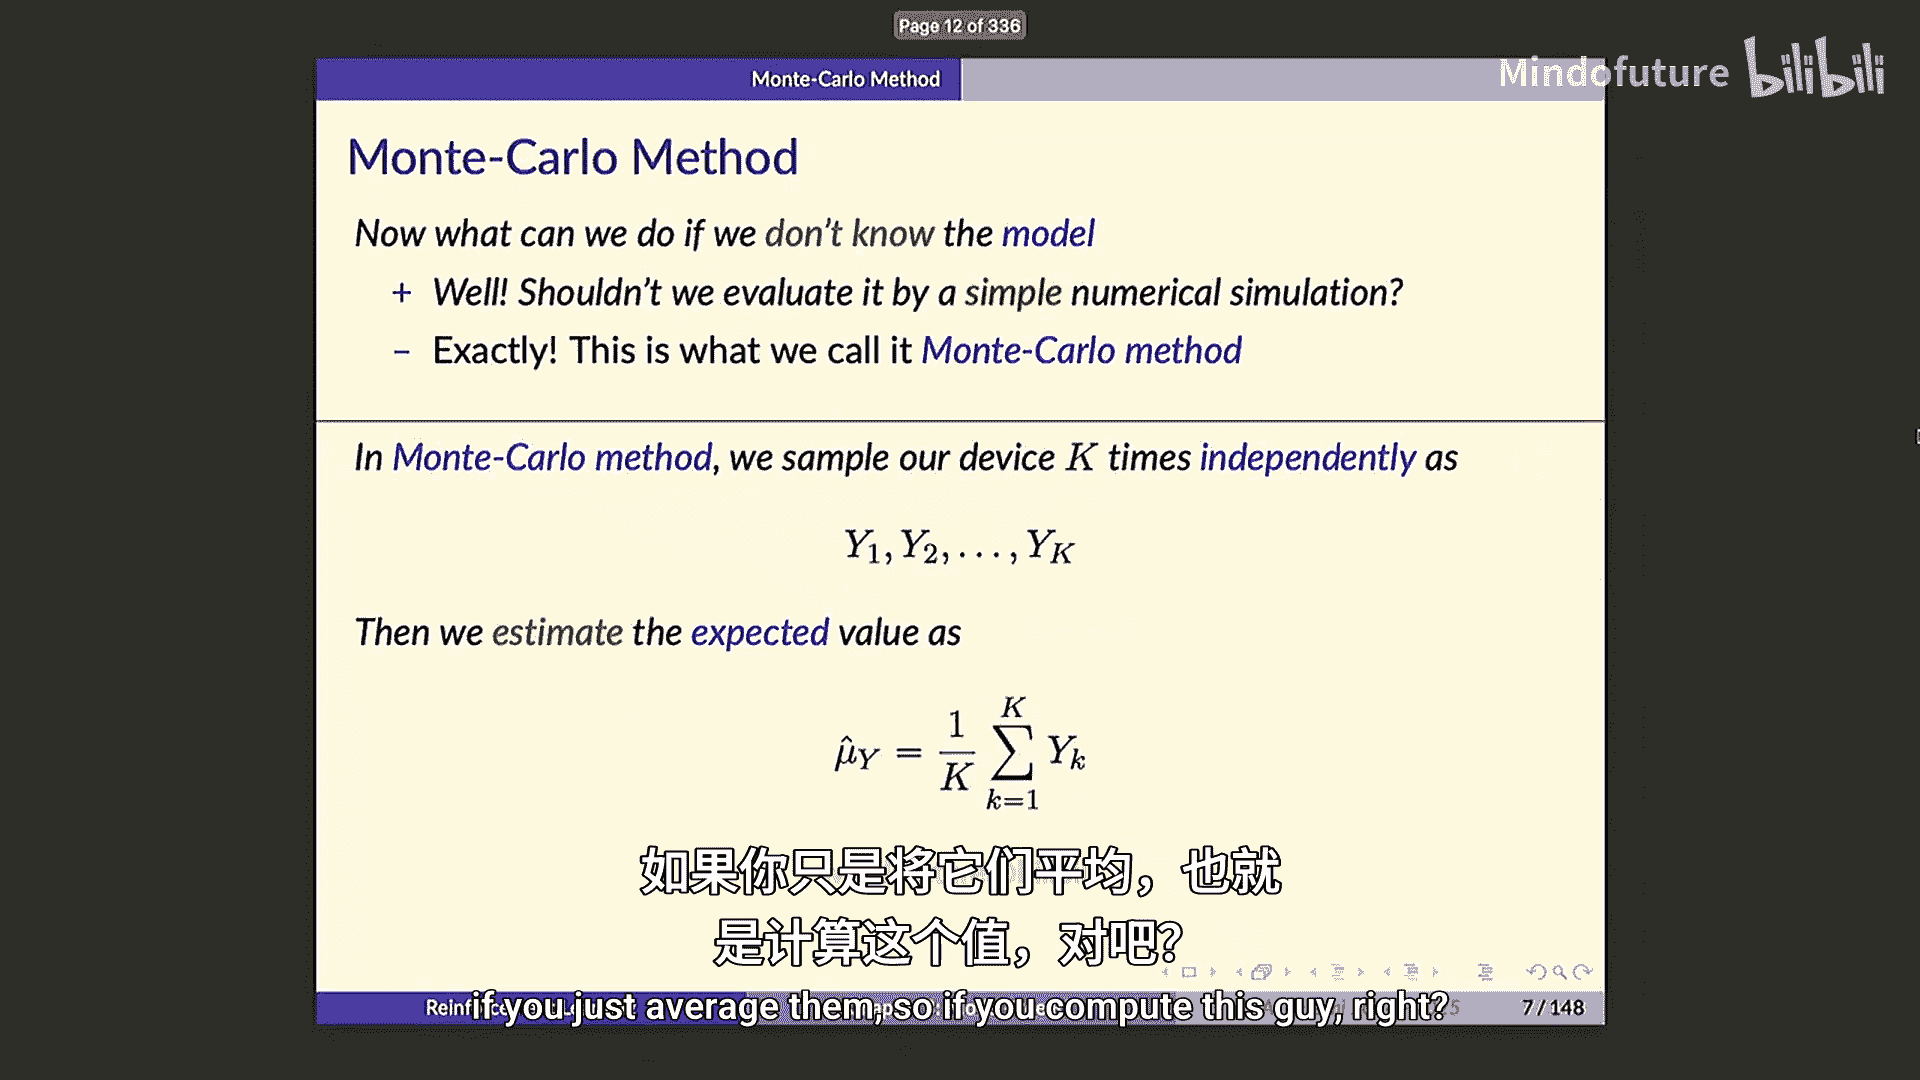 Page 12 of 336
Mindofuture bilibili
Monte-Carlo Method
Monte-Carlo Method
Now what can we do if we don't know the model
+ Well! Shouldn't we evaluate it by a simple numerical simulation?
– Exactly! This is what we call it Monte-Carlo method
In Monte-Carlo method, we sample our device K times independently as
Y₁, Y₂, . . . , Y_K
Then we estimate the expected value as
μ̂_Y = 1/K ∑_{k=1}^{K} Y_k
如果你只是将它们平均，也就
是计算这个值，对吧？
if you just average them, so if you compute this guy, right?
7 / 148